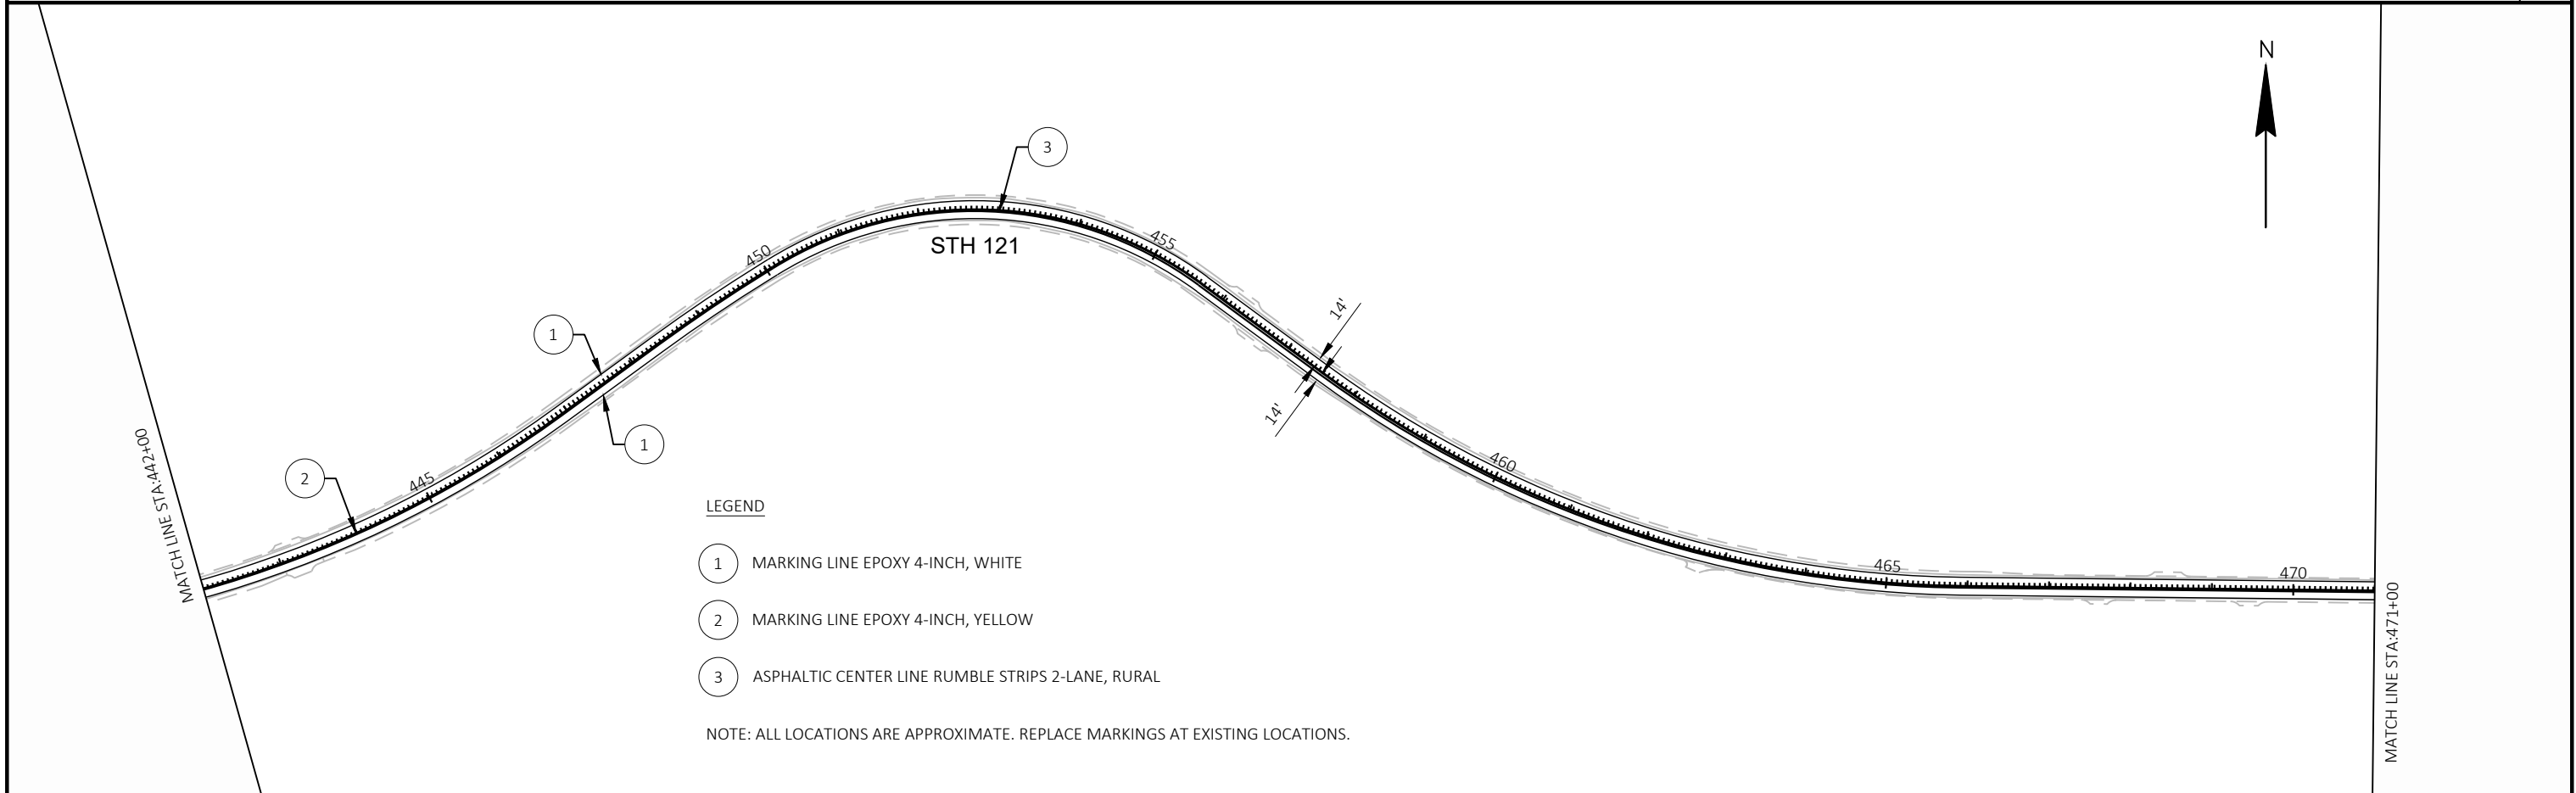 N
3
450
STH 121
455
14'
1
14'
1
MATCH LINE STA:442+00
2
445
460
465
470
MATCH LINE STA:471+00
LEGEND
1 MARKING LINE EPOXY 4-INCH, WHITE
2 MARKING LINE EPOXY 4-INCH, YELLOW
3 ASPHALTIC CENTER LINE RUMBLE STRIPS 2-LANE, RURAL
NOTE: ALL LOCATIONS ARE APPROXIMATE. REPLACE MARKINGS AT EXISTING LOCATIONS.